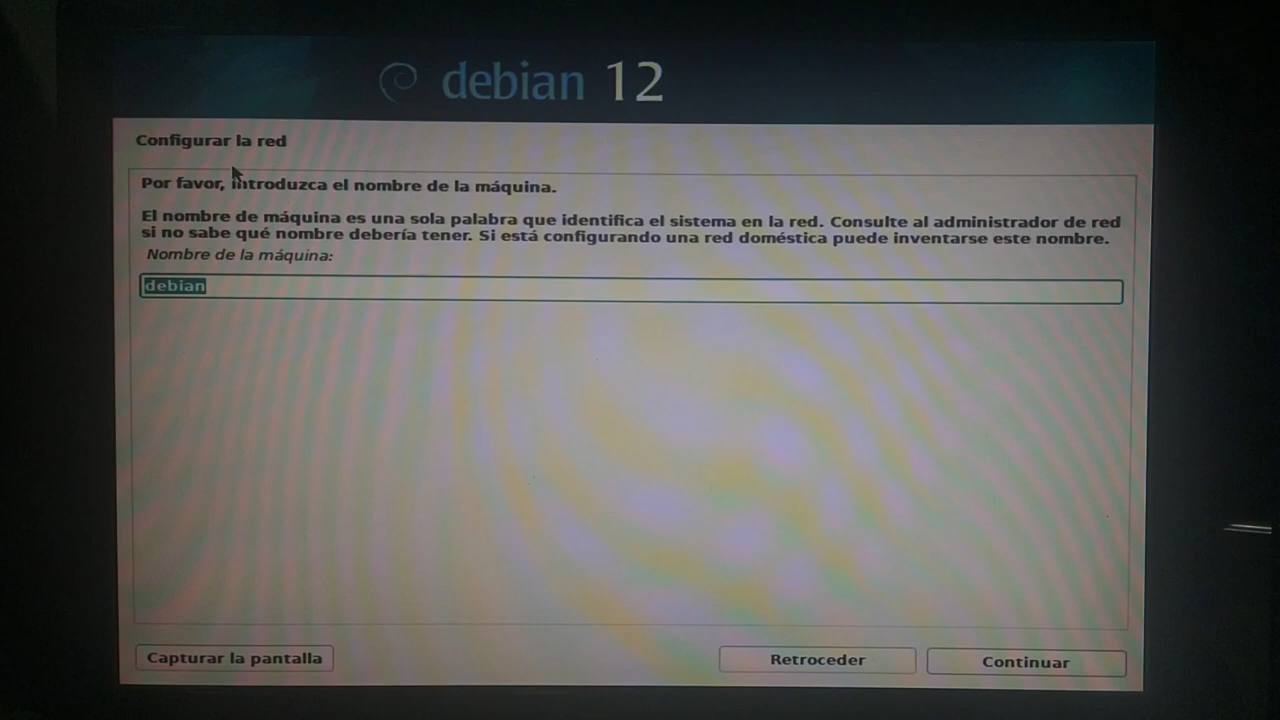 debian 12
Configurar la red
Por favor, introduzca el nombre de la máquina.
El nombre de máquina es una sola palabra que identifica el sistema en la red. Consulte al administrador de red
si no sabe qué nombre debería tener. Si está configurando una red doméstica puede inventarse este nombre.
Nombre de la máquina:
debian
Capturar la pantalla
Retroceder
Continuar